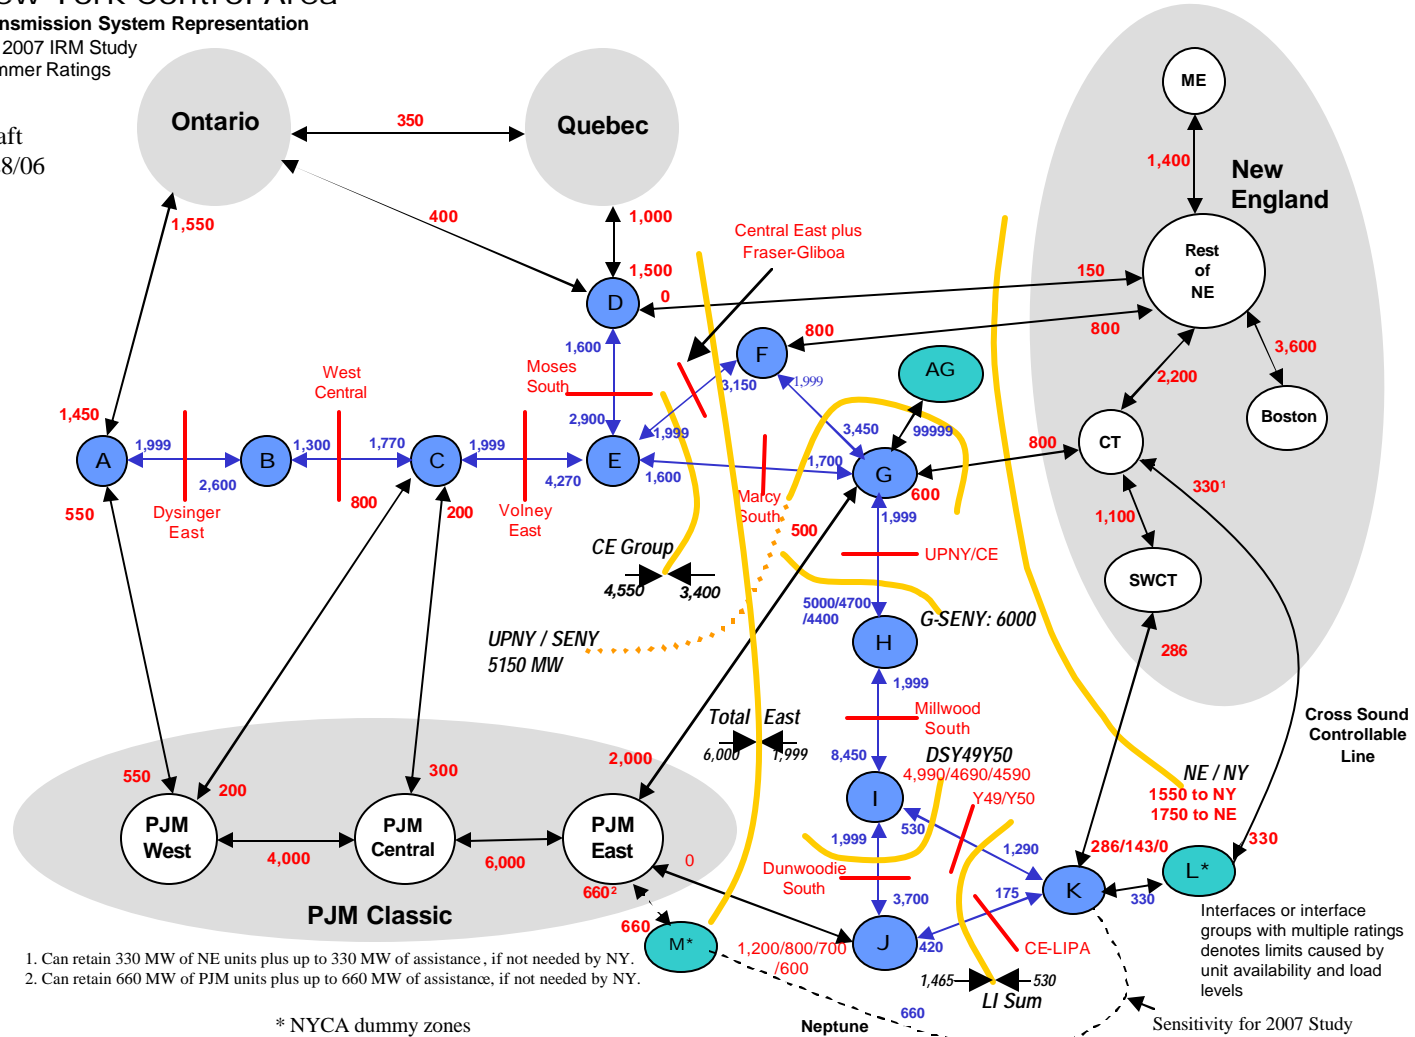 New York Control Area
nsmission System Representation
2007 IRM Study
mmer Ratings
aft
8/06
Ontario
350
Quebec
ME
1,400
New
England
Rest
of
NE
1,550
400
1,000
1,500
0
D
Central East plus
Fraser-Gliboa
150
800
800
3,600
2,200
Boston
CT
1,600
Moses
South
2,900
F
3,150
1,999
AG
99999
3,450
West
Central
1,450
A
1,999
2,600
B
1,300
1,770
C
1,999
4,270
E
1,999
1,600
1,700
G
600
800
330¹
550
Dysinger
East
800
200
Volney
East
Marcy
South
500
1,999
1,100
CE Group
4,550
3,400
UPNY/CE
SWCT
5000/4700
/4400
G-SENY: 6000
UPNY / SENY
5150 MW
H
286
1,999
Millwood
South
Total East
6,000
1,999
8,450
DSY49Y50
4,990/4690/4590
Y49/Y50
Cross Sound
Controllable
Line
NE / NY
1550 to NY
1750 to NE
550
200
300
2,000
I
530
1,999
1,290
286/143/0
330
PJM
West
4,000
PJM
Central
6,000
PJM
East
0
Dunwoodie
South
K
330
L*
660²
660
M*
3,700
175
J
420
CE-LIPA
PJM Classic
1,200/800/700
/600
1,465
530
LI Sum
Interfaces or interface
groups with multiple ratings
denotes limits caused by
unit availability and load
levels
1. Can retain 330 MW of NE units plus up to 330 MW of assistance, if not needed by NY.
2. Can retain 660 MW of PJM units plus up to 660 MW of assistance, if not needed by NY.
* NYCA dummy zones
Neptune
660
Sensitivity for 2007 Study